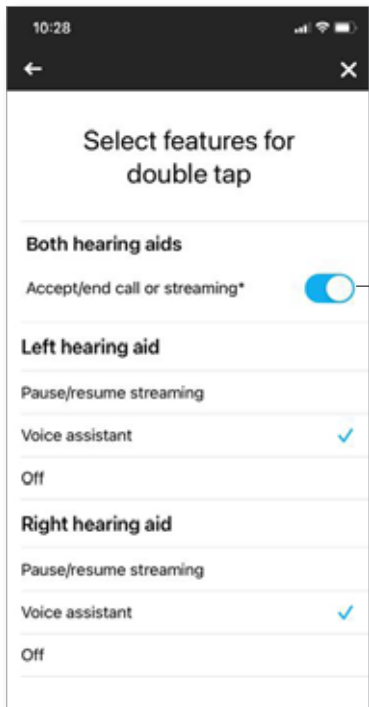 10:28
Select features for
double tap
Both hearing aids
Accept/end call or streaming*
Left hearing aid
Pause/resume streaming
Voice assistant
Off
Right hearing aid
Pause/resume streaming
Voice assistant
Off